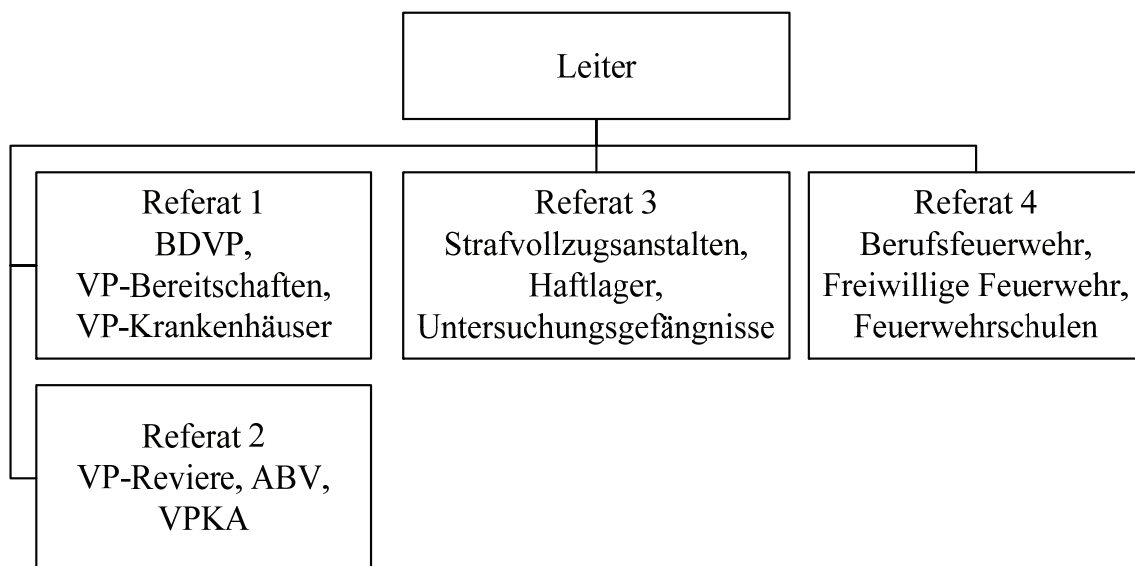 Leiter
Referat 1
BDVP,
VP-Bereitschaften,
VP-Krankenhäuser
Referat 2
VP-Reviere, ABV,
VPKA
Referat 3
Strafvollzugsanstalten,
Haftlager,
Untersuchungsgefängnisse
Referat 4
Berufsfeuerwehr,
Freiwillige Feuerwehr,
Feuerwehrschulen